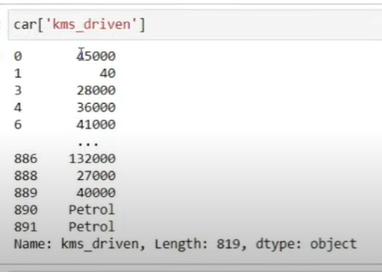 car['kms_driven']
0 45000
1 40
3 28000
4 36000
6 41000
...
886 132000
888 27000
889 40000
890 Petrol
891 Petrol
Name: kms_driven, Length: 819, dtype: object